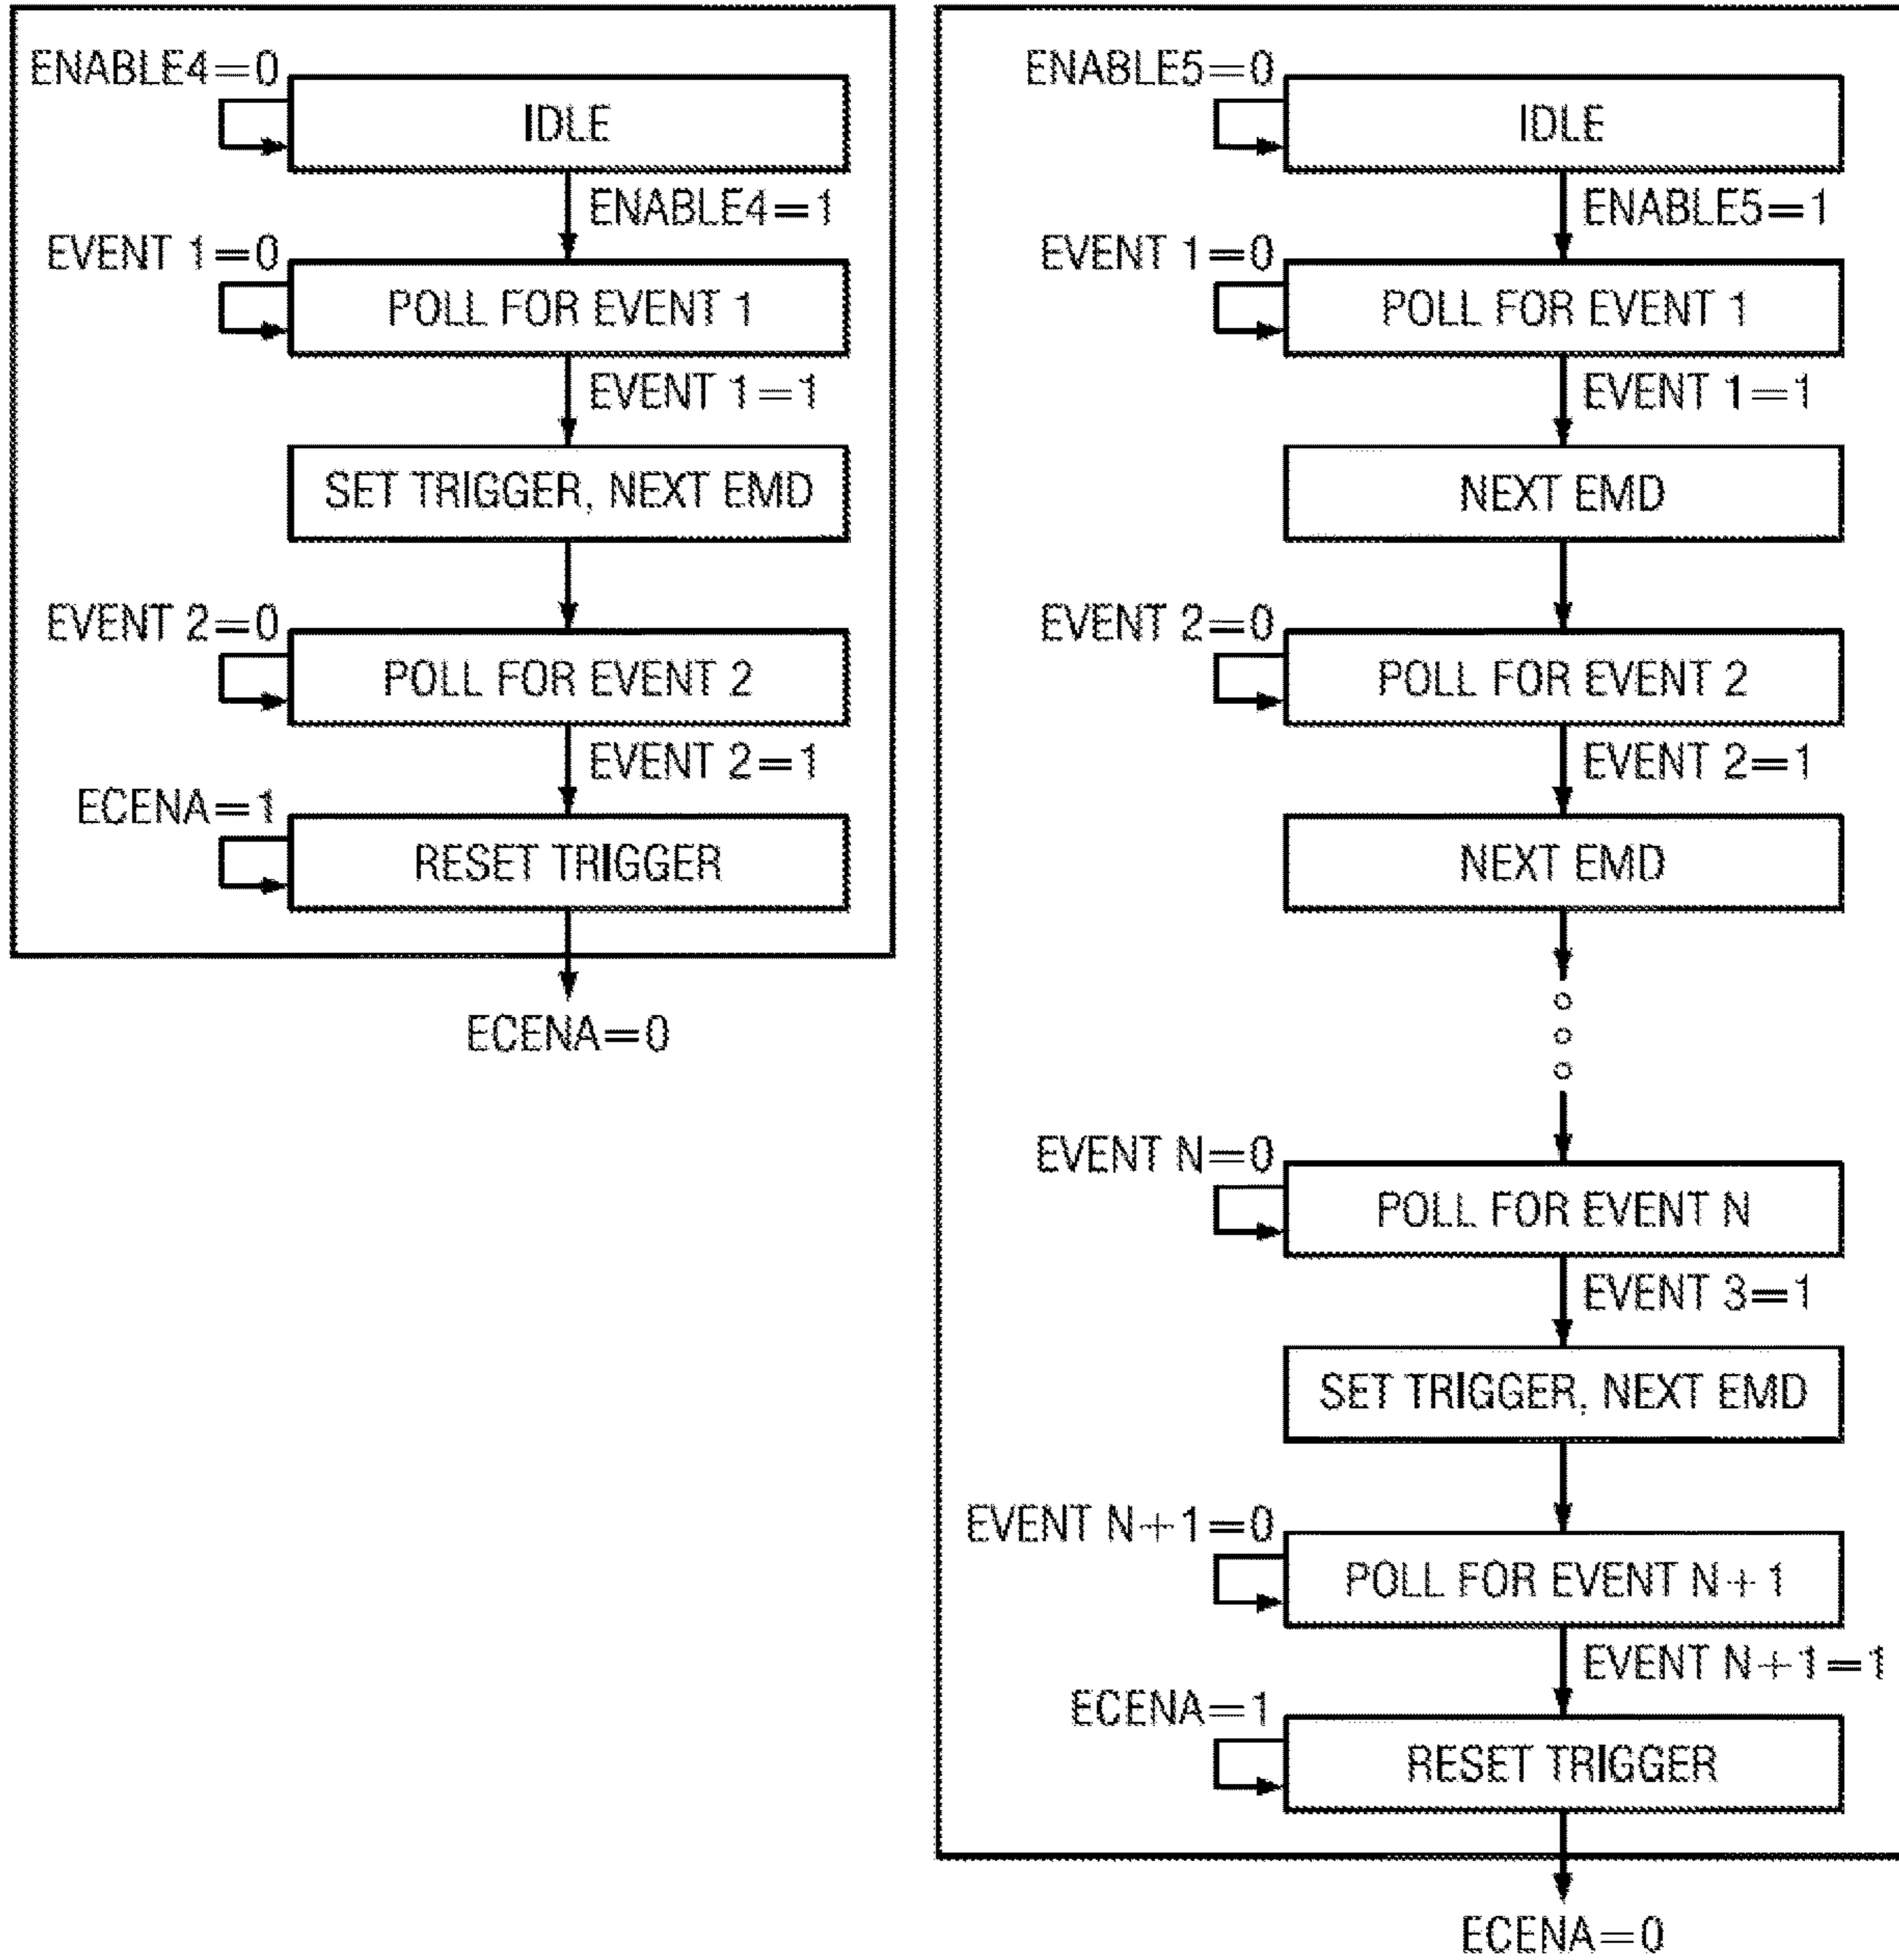 ENABLE4=0
IDLE
ENABLE4=1
EVENT 1=0
POLL FOR EVENT 1
EVENT 1=1
SET TRIGGER, NEXT EMD
EVENT 2=0
POLL FOR EVENT 2
EVENT 2=1
ECENA=1
RESET TRIGGER
ECENA=0
ENABLE5=0
IDLE
ENABLE5=1
EVENT 1=0
POLL FOR EVENT 1
EVENT 1=1
NEXT EMD
EVENT 2=0
POLL FOR EVENT 2
EVENT 2=1
NEXT EMD
EVENT N=0
POLL FOR EVENT N
EVENT 3=1
SET TRIGGER, NEXT EMD
EVENT N+1=0
POLL FOR EVENT N+1
EVENT N+1=1
ECENA=1
RESET TRIGGER
ECENA=0